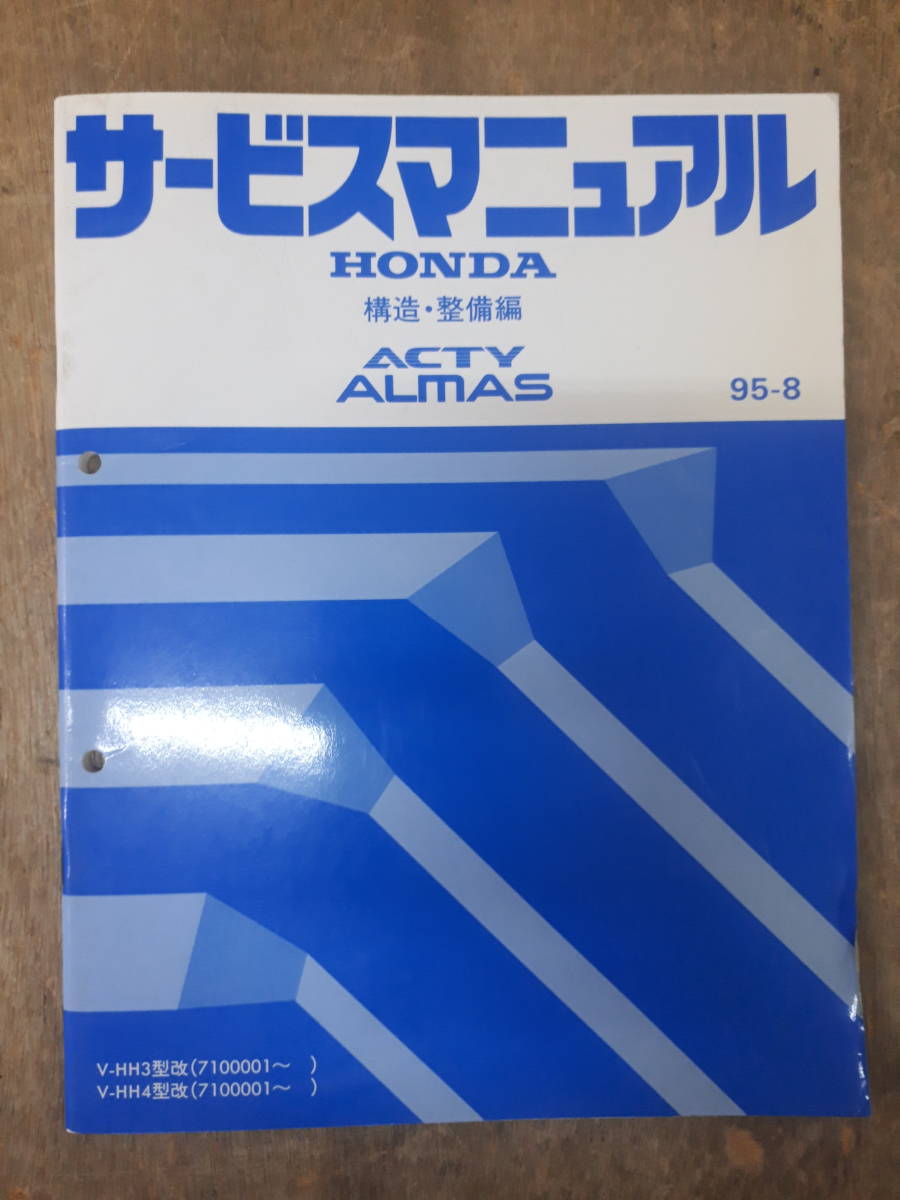 サービスマニュアル
HONDA
構造・整備編
ACTY
ALMAS
95-8
V-HH3型改(7100001～　)
V-HH4型改(7100001～　)